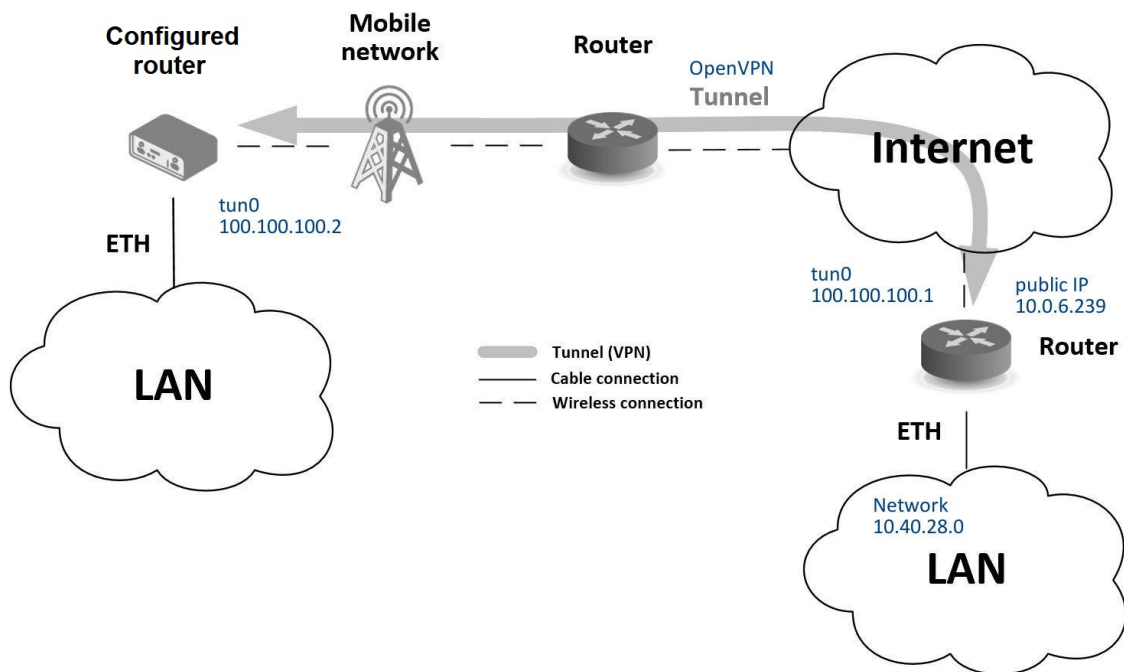 Configured
router
Mobile
network
Router
OpenVPN
Tunnel
Internet
tun0
100.100.100.2
ETH
LAN
tun0
100.100.100.1
public IP
10.0.6.239
Router
Tunnel (VPN)
Cable connection
Wireless connection
ETH
Network
10.40.28.0
LAN